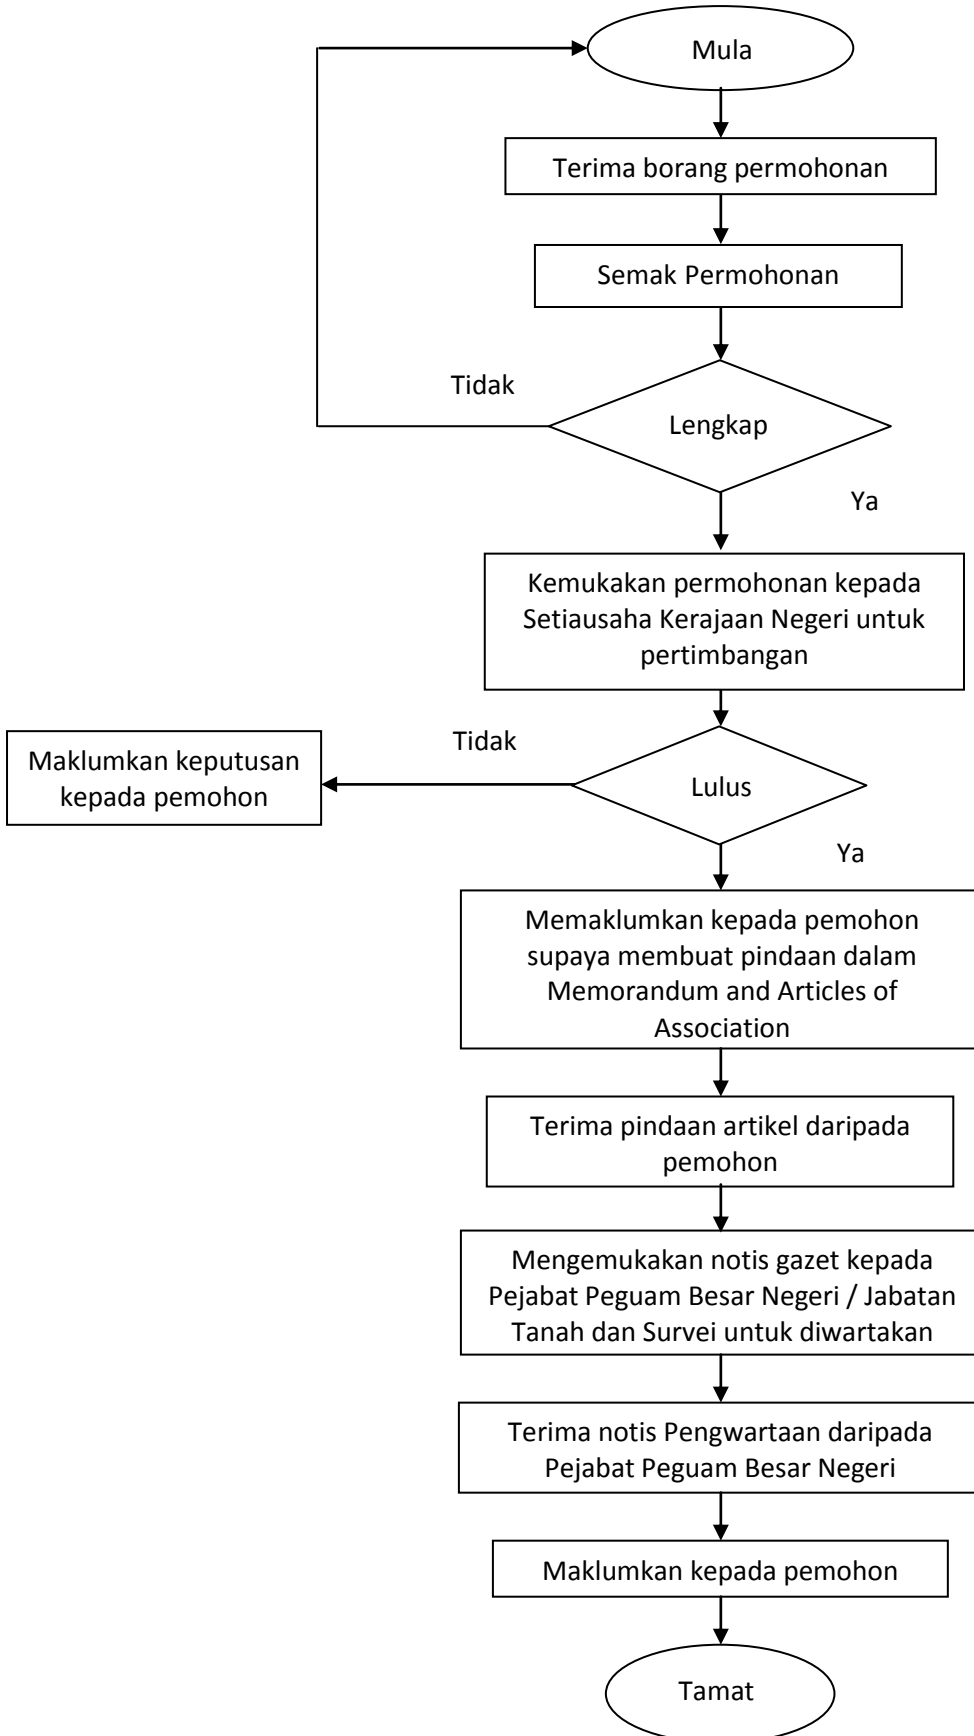 Mula
Terima borang permohonan
Semak Permohonan
Tidak
Lengkap
Ya
Kemukakan permohonan kepada
Setiausaha Kerajaan Negeri untuk
pertimbangan
Tidak
Maklumkan keputusan
kepada pemohon
Lulus
Ya
Memaklumkan kepada pemohon
supaya membuat pindaan dalam
Memorandum and Articles of
Association
Terima pindaan artikel daripada
pemohon
Mengemukakan notis gazet kepada
Pejabat Peguam Besar Negeri / Jabatan
Tanah dan Survei untuk diwartakan
Terima notis Pengwartaan daripada
Pejabat Peguam Besar Negeri
Maklumkan kepada pemohon
Tamat